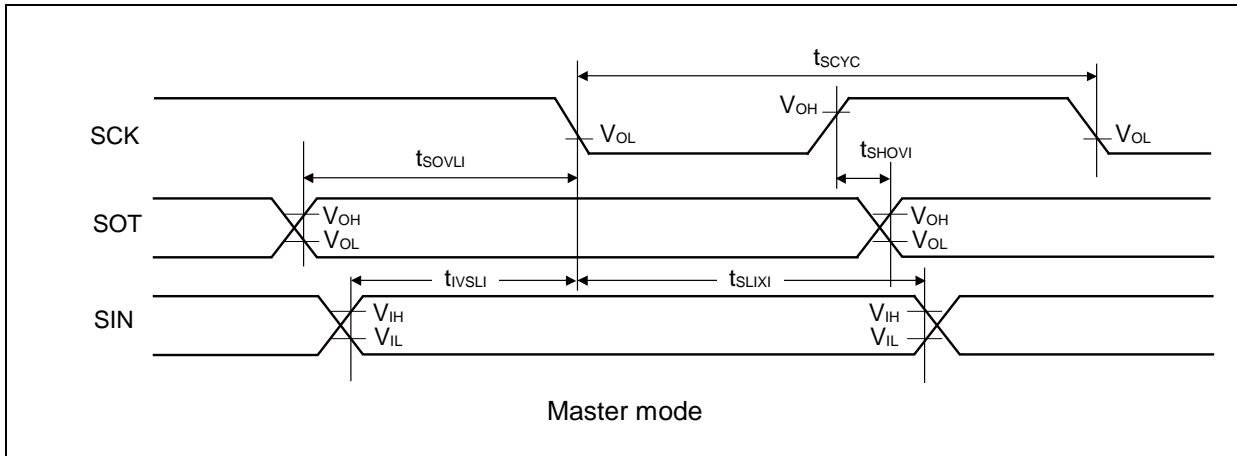 tSCYC
SCK
VOH
VOL
VOL
tSHOVI
tSOVLI
SOT
VOH
VOL
VOH
VOL
tIVSLI
tSLIXI
SIN
VIH
VIL
VIH
VIL
Master mode